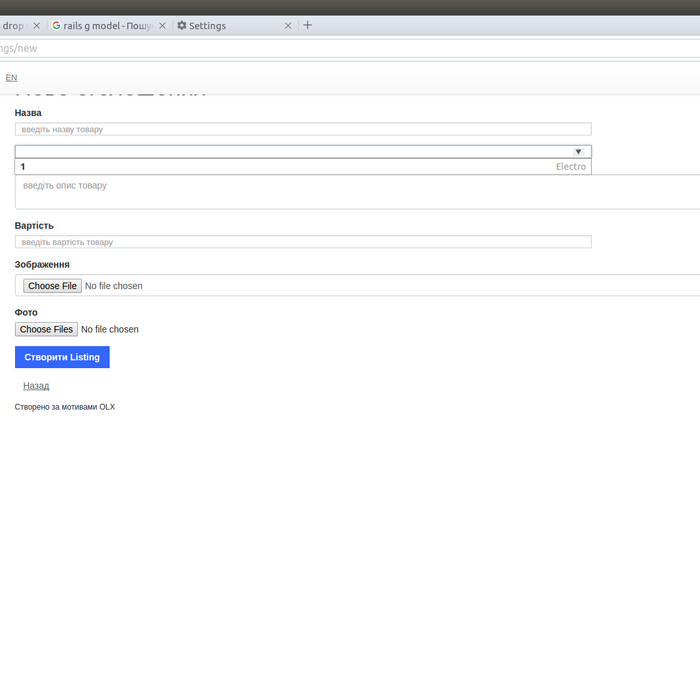 drop
rails g model - Пошу
Settings
ngs/new
EN
Назва
введіть назву товару
1 Electro
введіть опис товару
Вартість
введіть вартість товару
Зображення
Choose File No file chosen
Фото
Choose Files No file chosen
Створити Listing
Назад
Створено за мотивами OLX